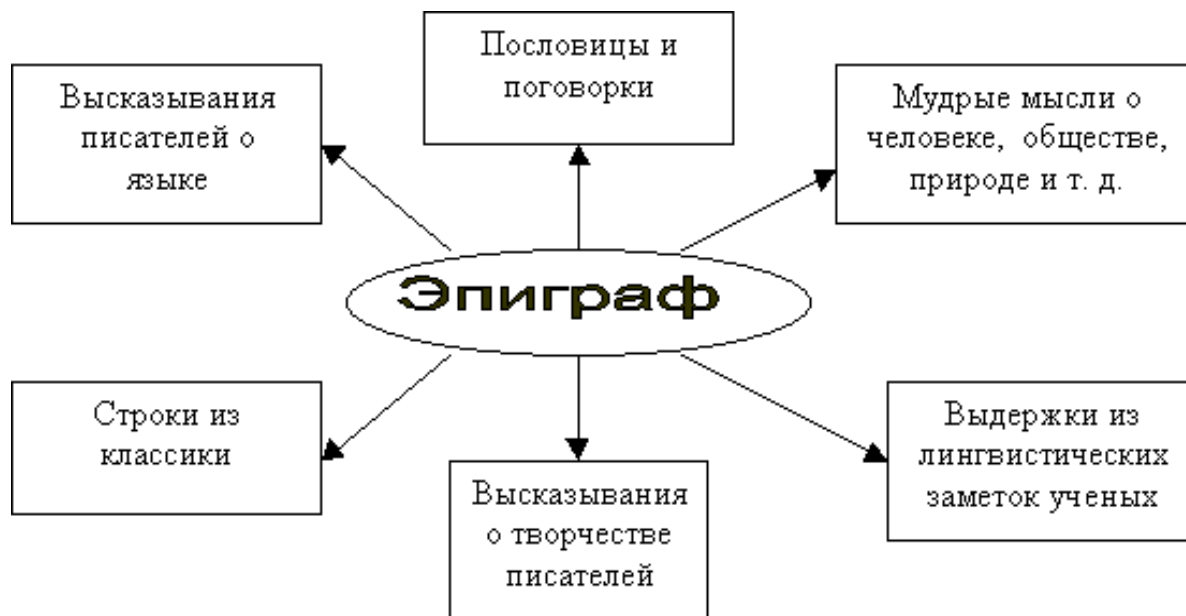 Пословицы и
поговорки
Высказывания
писателей о
языке
Мудрые мысли о
человеке, обществе,
природе и т. д.
Эпиграф
Строки из
классики
Высказывания
о творчестве
писателей
Выдержки из
лингвистических
заметок ученых